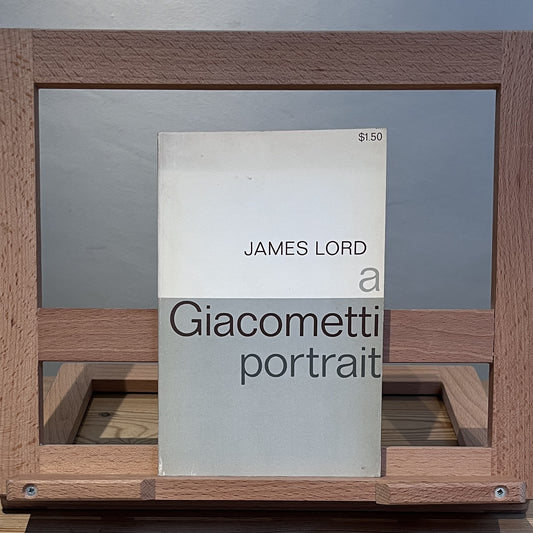 $1.50
JAMES LORD
a
Giacometti
portrait